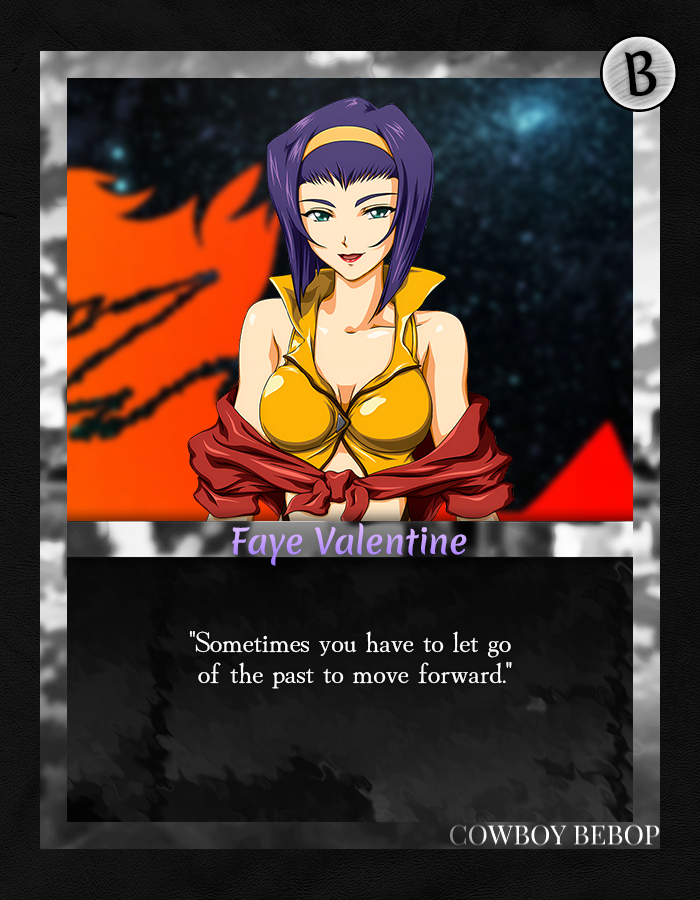 B
Faye Valentine
"Sometimes you have to let go
of the past to move forward."
COWBOY BEBOP